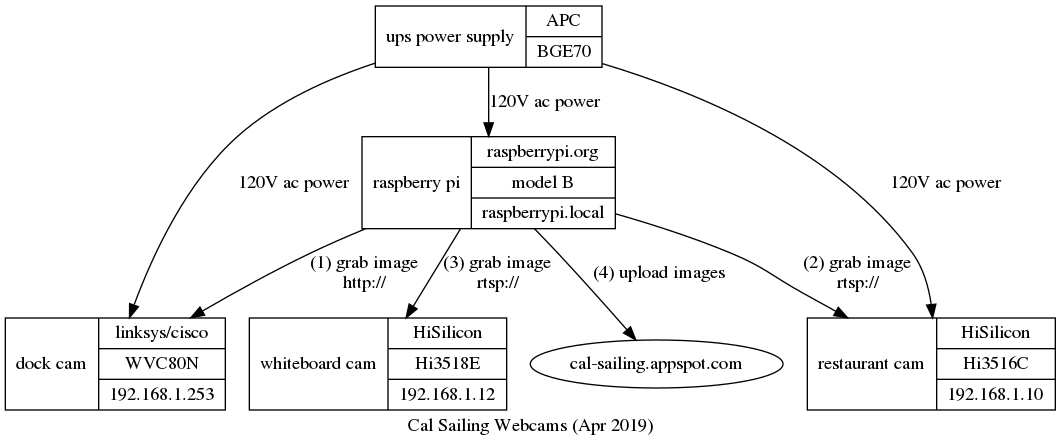 ups power supply
APC
BGE70
120V ac power
120V ac power
120V ac power
raspberry pi
raspberrypi.org
model B
raspberrypi.local
(1) grab image
http://
(3) grab image
rtsp://
(4) upload images
(2) grab image
rtsp://
dock cam
linksys/cisco
WVC80N
192.168.1.253
whiteboard cam
HiSilicon
Hi3518E
192.168.1.12
cal-sailing.appspot.com
restaurant cam
HiSilicon
Hi3516C
192.168.1.10
Cal Sailing Webcams (Apr 2019)